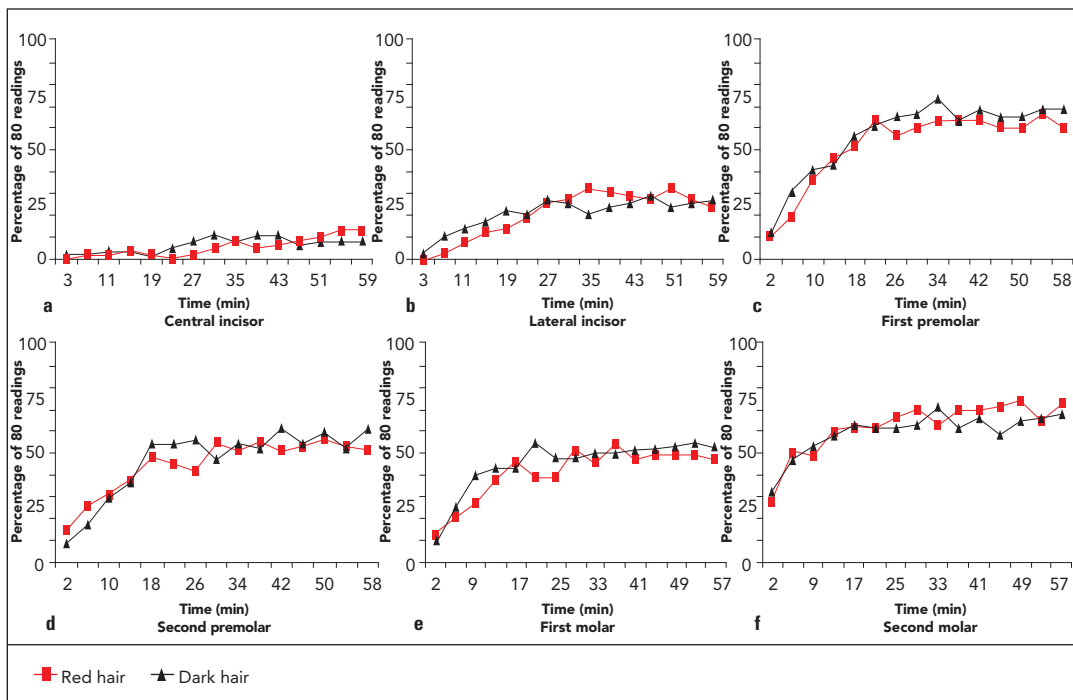 100
75
50
25
0
Percentage of 80 readings
3 11 19 27 35 43 51 59
Time (min)
a
Central incisor
100
75
50
25
0
Percentage of 80 readings
3 11 19 27 35 43 51 59
Time (min)
b
Lateral incisor
100
75
50
25
0
Percentage of 80 readings
2 10 18 26 34 42 50 58
Time (min)
c
First premolar
100
75
50
25
0
Percentage of 80 readings
2 10 18 26 34 42 50 58
Time (min)
d
Second premolar
100
75
50
25
0
Percentage of 80 readings
2 9 17 25 33 41 49 57
Time (min)
e
First molar
100
75
50
25
0
Percentage of 80 readings
2 9 17 25 33 41 49 57
Time (min)
f
Second molar
Red hair Dark hair